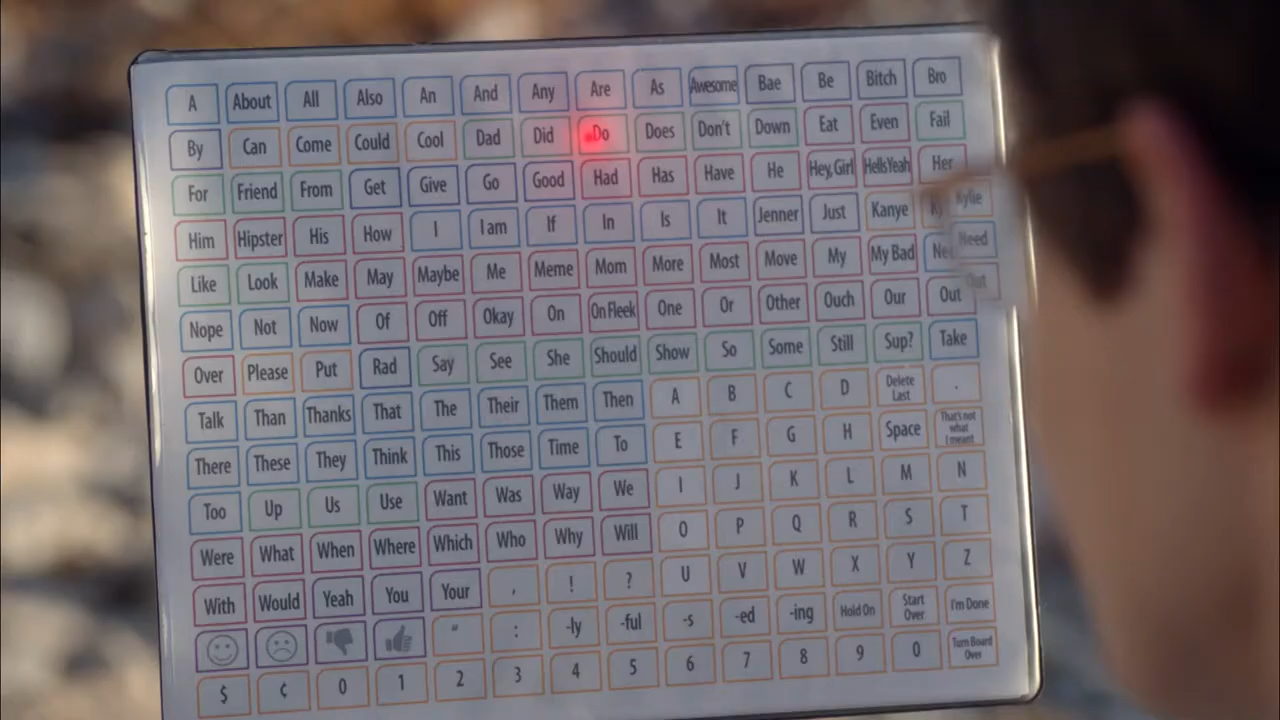 A About All Also An And Any Are As Awesome Bae Be Bitch Bro
By Can Come Could Cool Dad Did Do Does Don't Down Eat Even Fail
For Friend From Get Give Go Good Had Has Have He Hey, Girl Hells Yeah Her
Him Hipster His How I I am If In Is It Jenner Just Kanye Kylie
Like Look Make May Maybe Me Meme Mom More Most Move My My Bad Need
Nope Not Now Of Off Okay On On Fleek One Or Other Ouch Our Out
Over Please Put Rad Say See She Should Show So Some Still Sup? Take
Talk Than Thanks That The Their Them Then A B C D Delete Last .
There These They Think This Those Time To E F G H Space That's not what I meant
Too Up Us Use Want Was Way We I J K L M N
Were What When Where Which Who Why Will O P Q R S T
With Would Yeah You Your , ! ? U V W X Y Z
" : -ly -ful -s -ed -ing Hold On Start Over I'm Done
$ ¢ 0 1 2 3 4 5 6 7 8 9 0 Turn Board Over